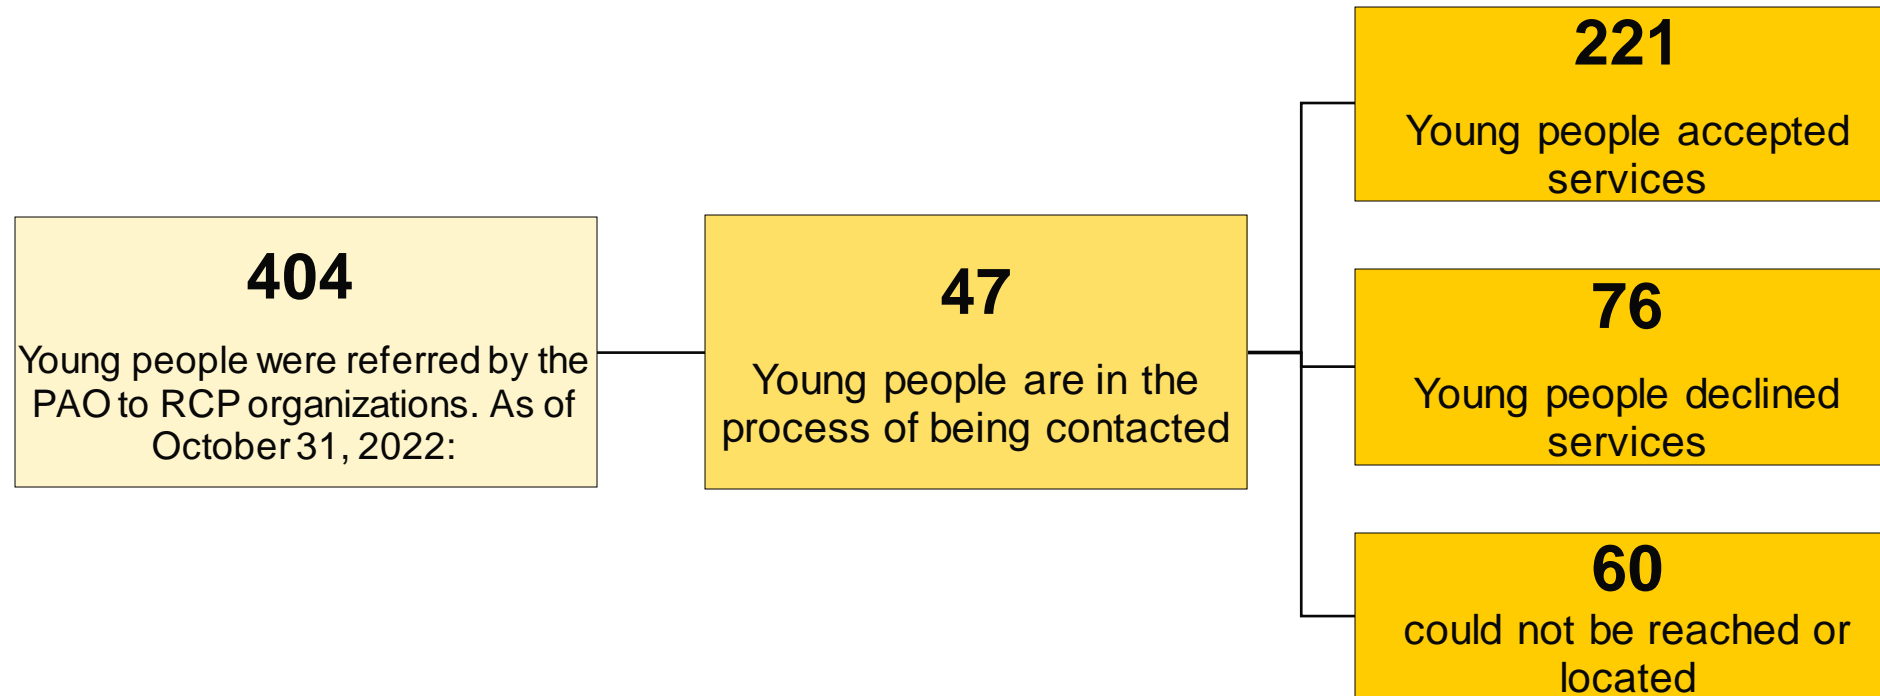 404
Young people were referred by the
PAO to RCP organizations. As of
October 31, 2022:
47
Young people are in the
process of being contacted
221
Young people accepted
services
76
Young people declined
services
60
could not be reached or
located